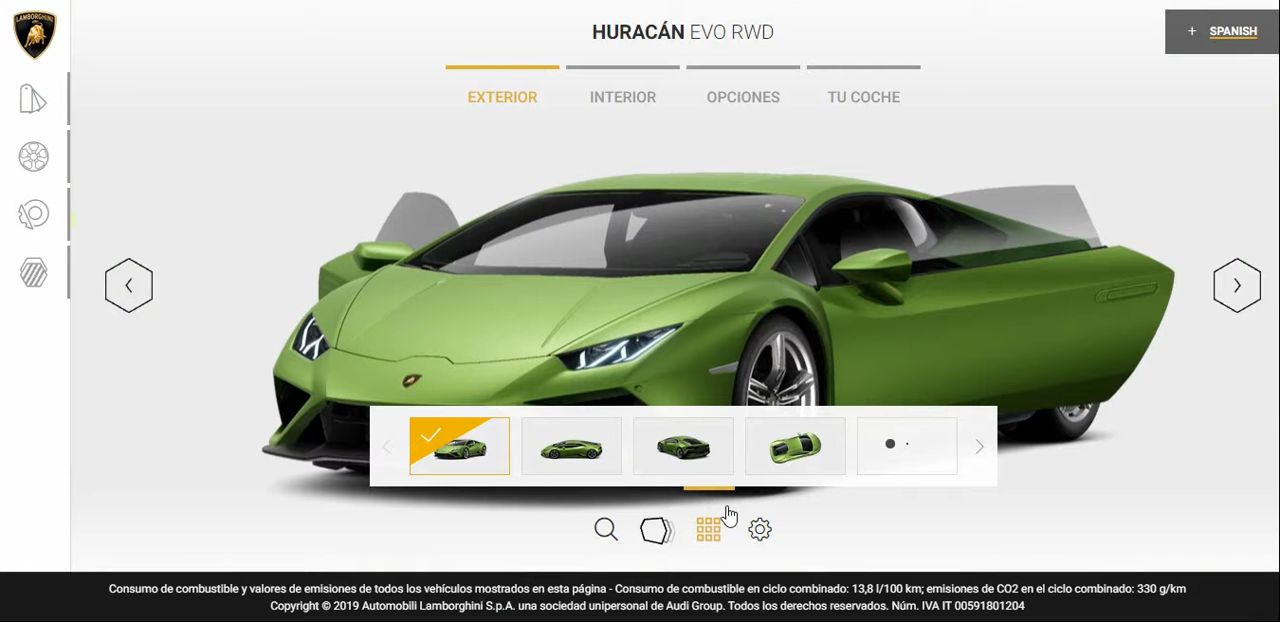 LAMBORGHINI
HURACÁN EVO RWD
+ SPANISH
EXTERIOR
INTERIOR
OPCIONES
TU COCHE
Consumo de combustible y valores de emisiones de todos los vehículos mostrados en esta página - Consumo de combustible en ciclo combinado: 13,8 l/100 km; emisiones de CO2 en el ciclo combinado: 330 g/km
Copyright © 2019 Automobili Lamborghini S.p.A. una sociedad unipersonal de Audi Group. Todos los derechos reservados. Núm. IVA IT 00591801204